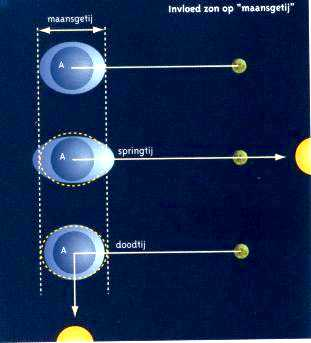 Invloed zon op "maansgetij"
maansgetij
A
A
springtij
A
doodtij